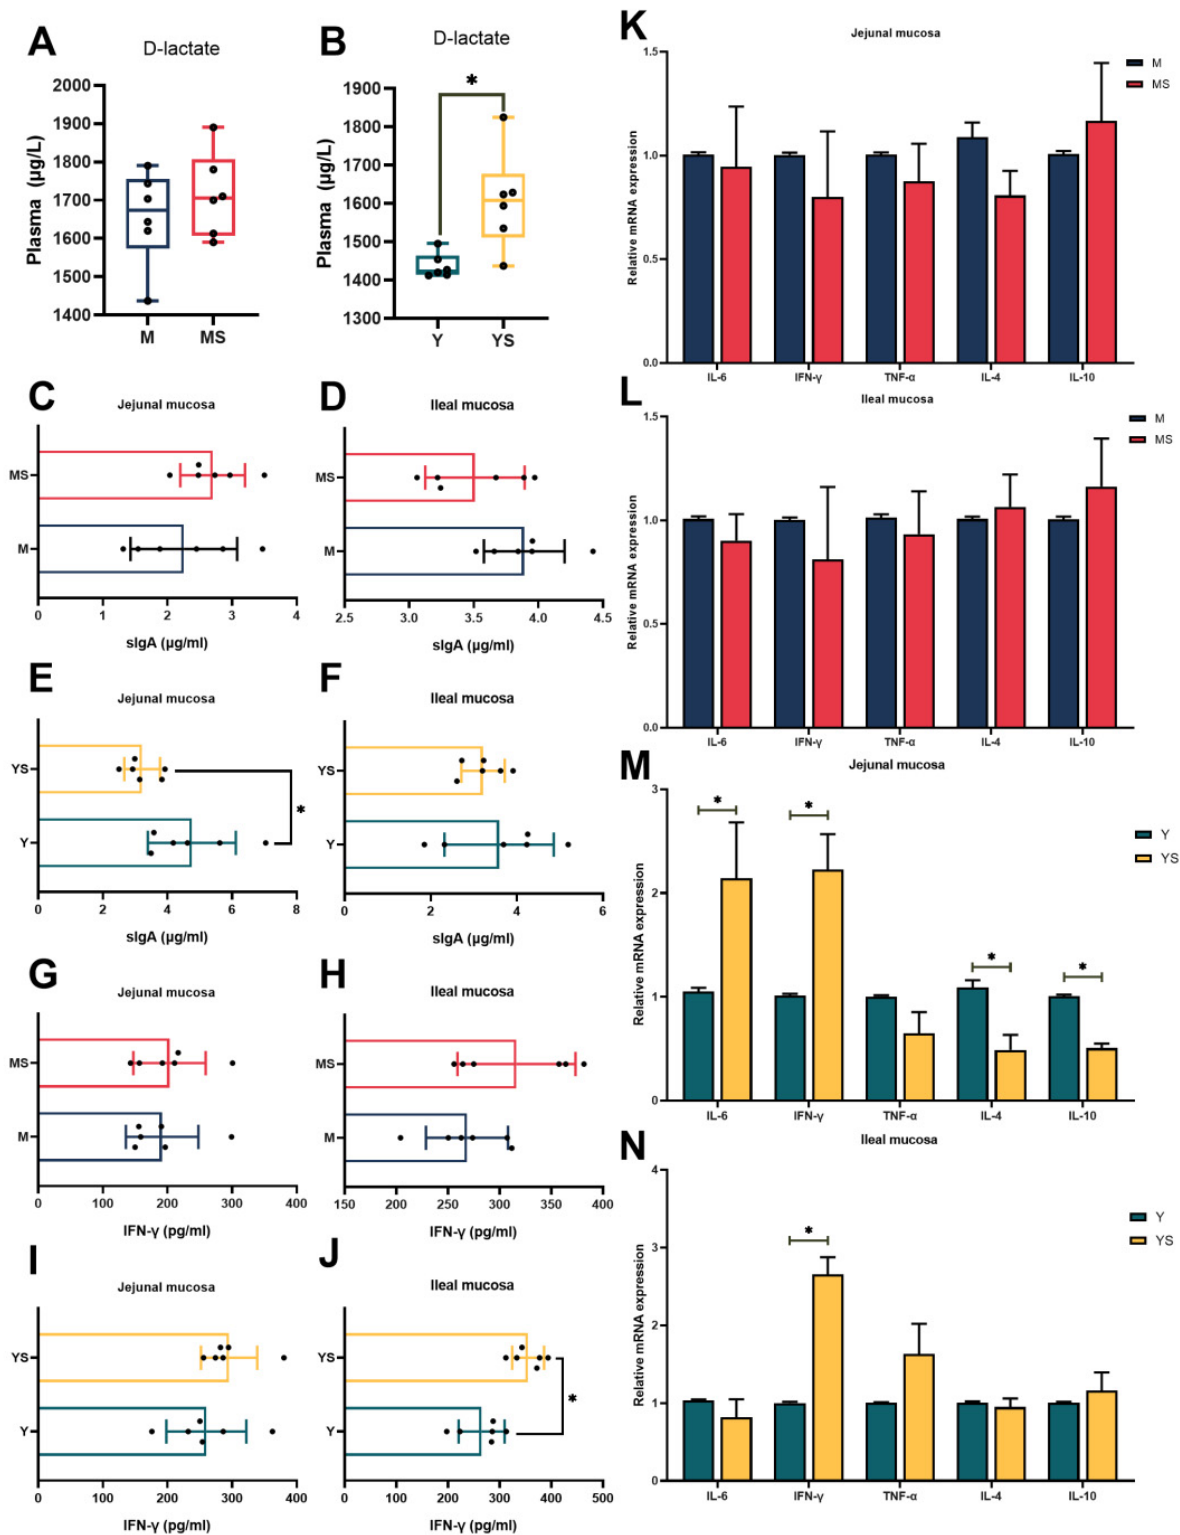 A
D-lactate
Plasma (µg/L)
2000
1900
1800
1700
1600
1500
1400
M
MS
B
D-lactate
Plasma (µg/L)
1900
1800
1700
1600
1500
1400
1300
*
Y
YS
C
Jejunal mucosa
MS
M
0
1
2
3
4
sIgA (µg/ml)
D
Ileal mucosa
MS
M
2.5
3.0
3.5
4.0
4.5
sIgA (µg/ml)
E
Jejunal mucosa
YS
Y
*
0
2
4
6
8
sIgA (µg/ml)
F
Ileal mucosa
YS
Y
0
2
4
6
sIgA (µg/ml)
G
Jejunal mucosa
MS
M
0
100
200
300
400
IFN-γ (pg/ml)
H
Ileal mucosa
MS
M
150
200
250
300
350
400
IFN-γ (pg/ml)
I
Jejunal mucosa
YS
Y
0
100
200
300
400
IFN-γ (pg/ml)
J
Ileal mucosa
YS
Y
*
0
100
200
300
400
500
IFN-γ (pg/ml)
K
Jejunal mucosa
Relative mRNA expression
1.5
1.0
0.5
0.0
M
MS
IL-6
IFN-γ
TNF-α
IL-4
IL-10
L
Ileal mucosa
Relative mRNA expression
1.5
1.0
0.5
0.0
M
MS
IL-6
IFN-γ
TNF-α
IL-4
IL-10
M
Jejunal mucosa
Relative mRNA expression
3
2
1
0
*
*
*
*
Y
YS
IL-6
IFN-γ
TNF-α
IL-4
IL-10
N
Ileal mucosa
Relative mRNA expression
4
3
2
1
0
*
Y
YS
IL-6
IFN-γ
TNF-α
IL-4
IL-10